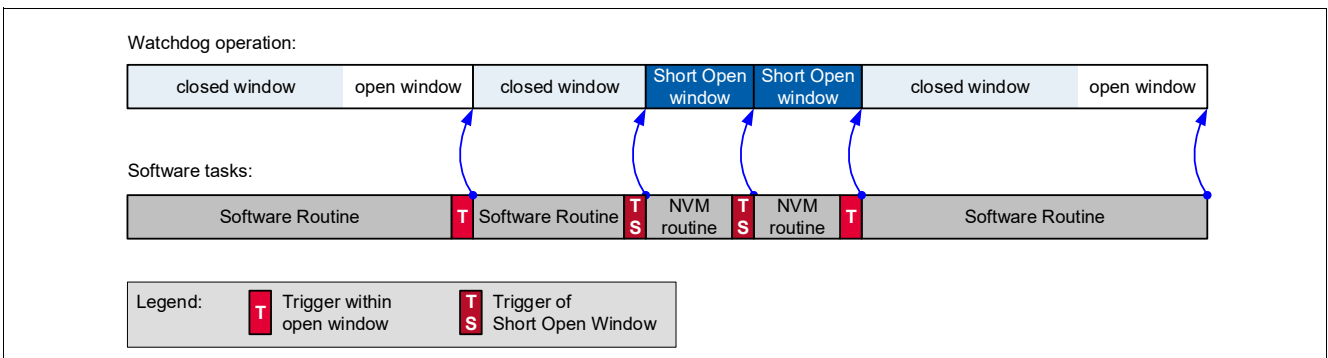 Watchdog operation:
closed window open window closed window Short Open window Short Open window closed window open window
Software tasks:
Software Routine T Software Routine T S NVM routine T S NVM routine T Software Routine
Legend: T Trigger within open window T S Trigger of Short Open Window